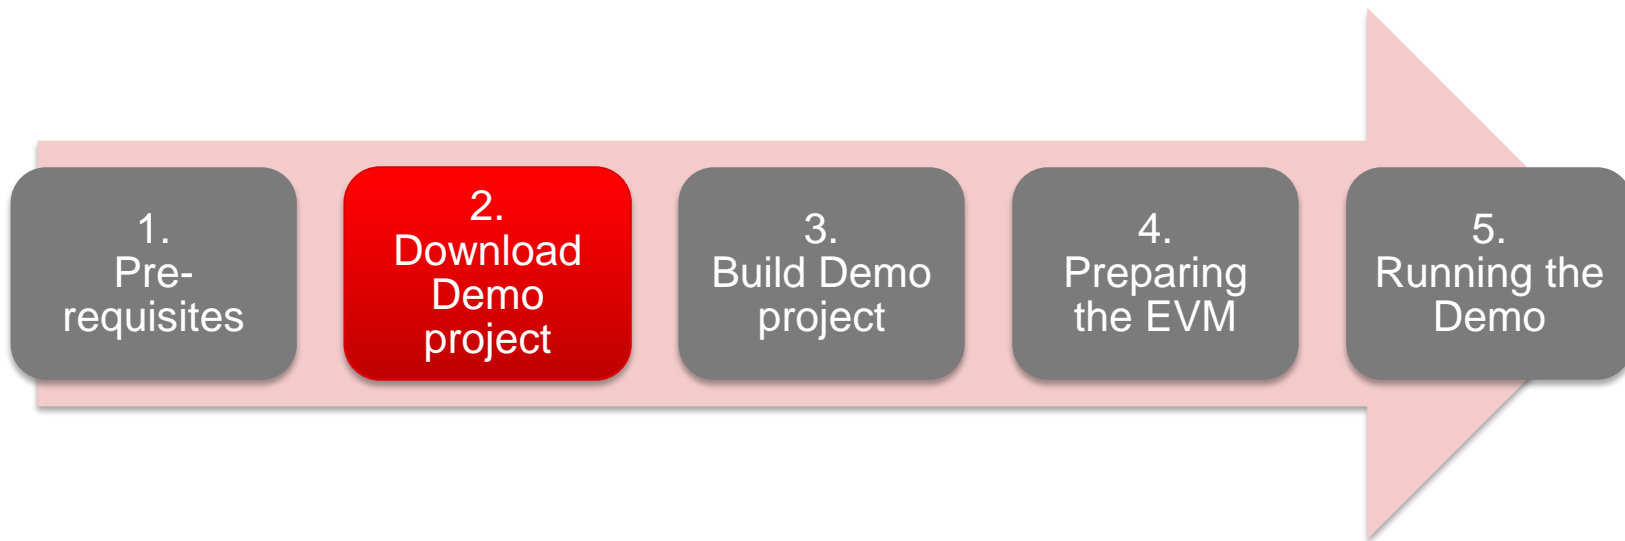 1.
Pre-
requisites
2.
Download
Demo
project
3.
Build Demo
project
4.
Preparing
the EVM
5.
Running the
Demo